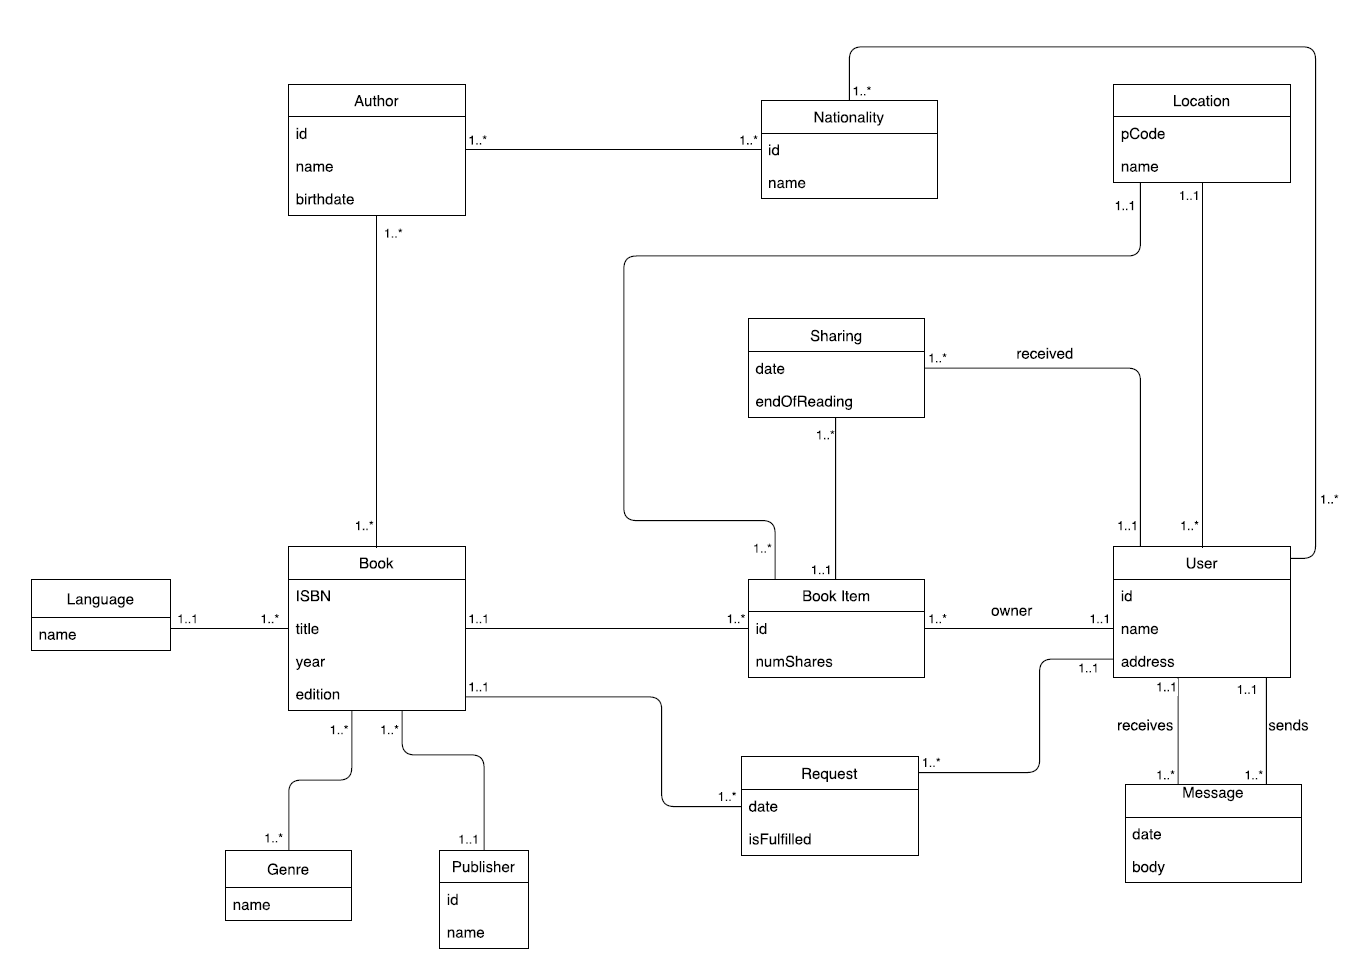 1..*
Author
id
name
birthdate
1..*
1..*
Nationality
id
name
Location
pCode
name
1..1
1..1
1..*
Sharing
date
endOfReading
1..*
received
1..*
1..*
1..*
1..*
1..1
1..1
1..*
Language
name
1..1
1..*
Book
ISBN
title
year
edition
1..1
1..*
Book Item
id
numShares
1..*
owner
1..1
User
id
name
address
1..1
1..1
1..1
1..1
receives
sends
1..*
1..*
1..*
1..*
1..*
1..*
Request
date
isFulfilled
Message
date
body
1..*
1..1
Genre
name
Publisher
id
name